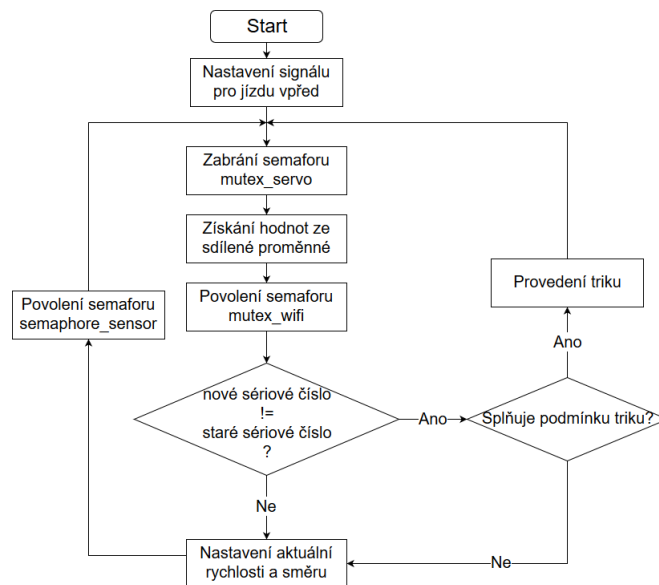 Start
Nastavení signálu
pro jízdu vpřed
Zabrání semaforu
mutex_servo
Získání hodnot ze
sdílené proměnné
Povolení semaforu
mutex_wifi
Povolení semaforu
semaphore_sensor
Provedení triku
Ano
nové sériové číslo
!=
staré sériové číslo
?
Ano
Splňuje podmínku triku?
Ne
Ne
Nastavení aktuální
rychlosti a směru